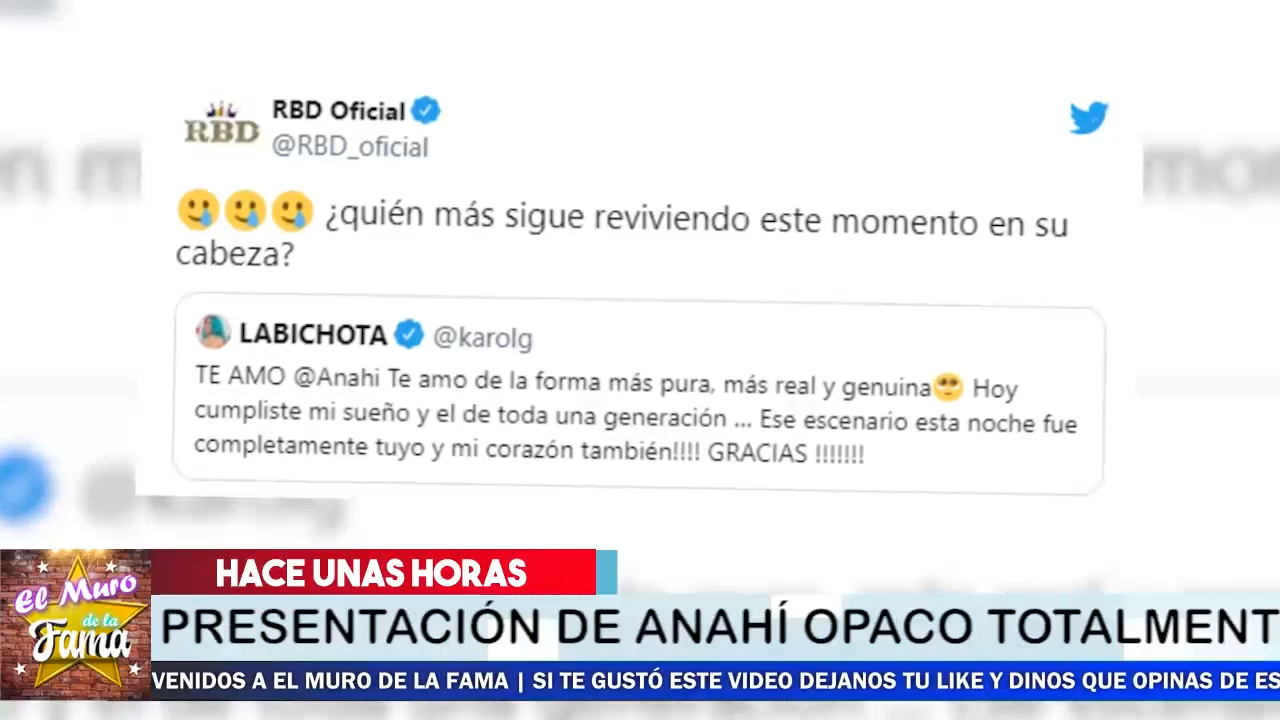 RBD
RBD Oficial
@RBD_oficial
🥲🥲🥲 ¿quién más sigue reviviendo este momento en su
cabeza?
LABICHOTA @karolg
TE AMO @Anahi Te amo de la forma más pura, más real y genuina🥺 Hoy
cumpliste mi sueño y el de toda una generación ... Ese escenario esta noche fue
completamente tuyo y mi corazón también!!!! GRACIAS !!!!!!!
HACE UNAS HORAS
El Muro
de la
Fama
PRESENTACIÓN DE ANAHÍ OPACO TOTALMENT
VENIDOS A EL MURO DE LA FAMA | SI TE GUSTÓ ESTE VIDEO DEJANOS TU LIKE Y DINOS QUE OPINAS DE ES